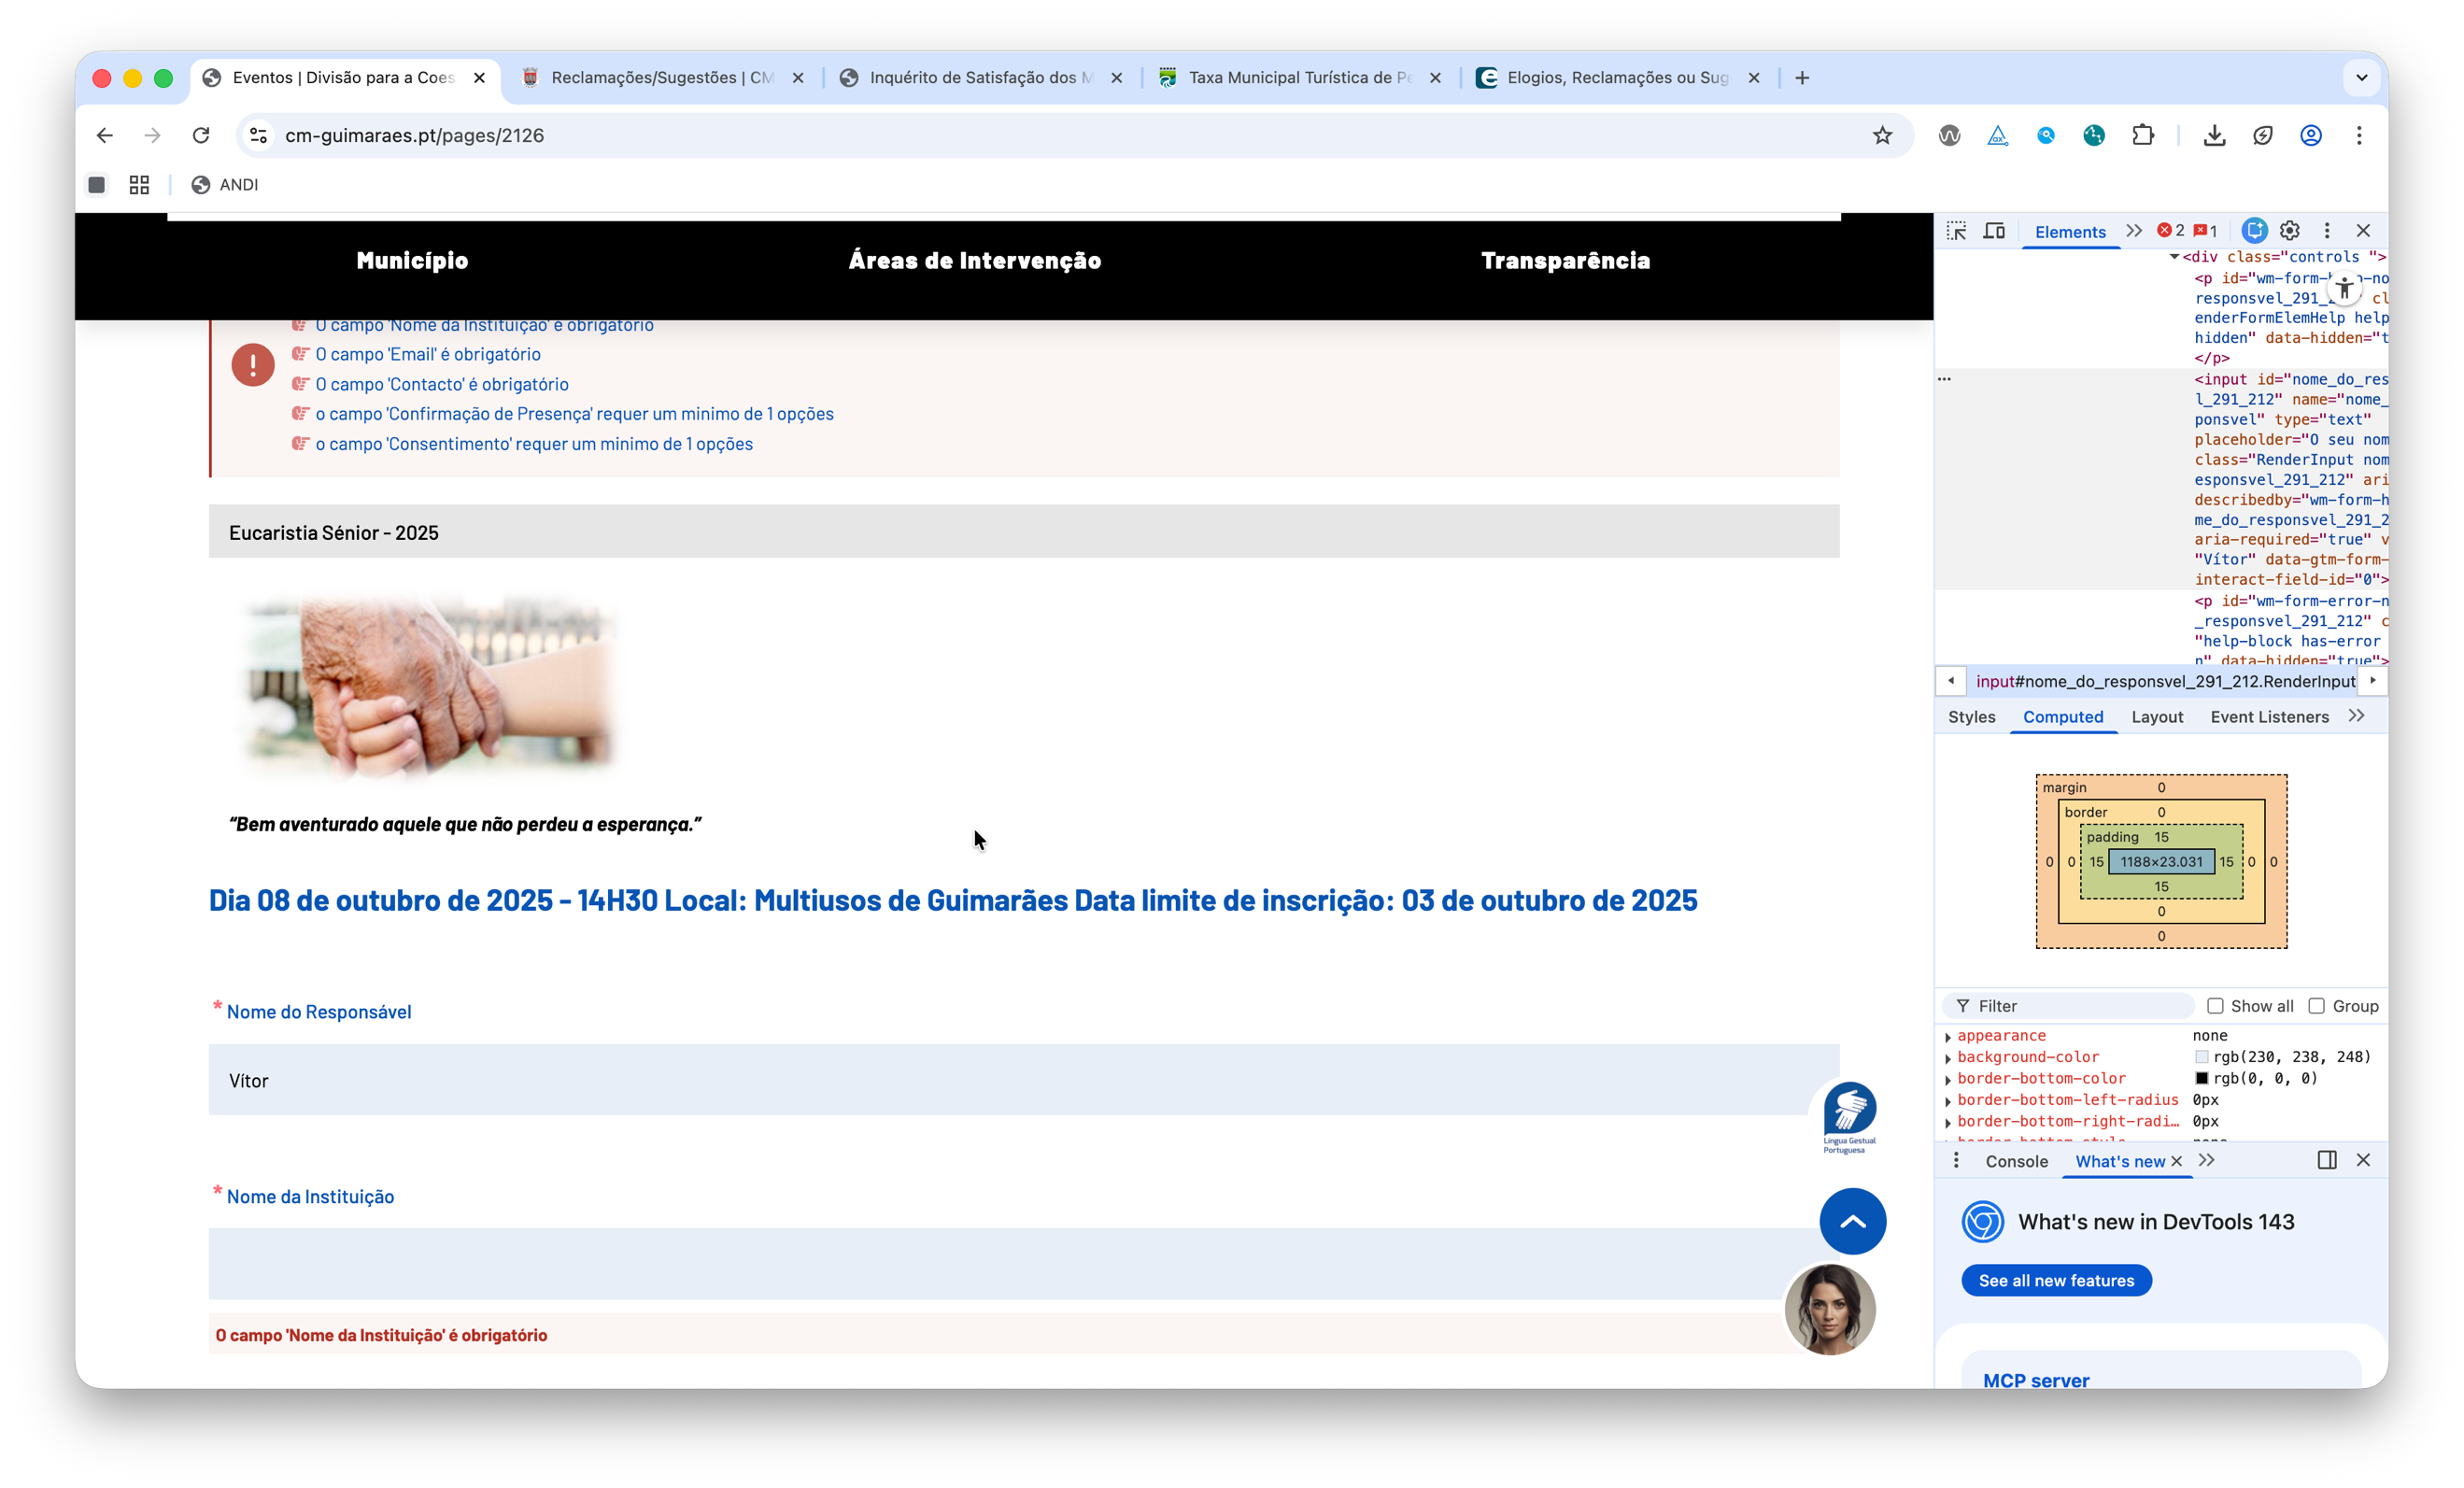 Eventos | Divisão para a Coes
Reclamações/Sugestões | CM
Inquérito de Satisfação dos M
Taxa Municipal Turística de Pe
Elogios, Reclamações ou Sug
cm-guimaraes.pt/pages/2126
ANDI
Município
Áreas de Intervenção
Transparência
O campo 'Nome da Instituição' é obrigatório
O campo 'Email' é obrigatório
O campo 'Contacto' é obrigatório
o campo 'Confirmação de Presença' requer um minimo de 1 opções
o campo 'Consentimento' requer um minimo de 1 opções
Eucaristia Sénior - 2025
“Bem aventurado aquele que não perdeu a esperança.”
Dia 08 de outubro de 2025 - 14H30 Local: Multiusos de Guimarães Data limite de inscrição: 03 de outubro de 2025
* Nome do Responsável
Vítor
Língua Gestual
Portuguesa
* Nome da Instituição
O campo 'Nome da Instituição' é obrigatório
Elements
2
1
<div class="controls ">
<p id="wm-form-
responsvel_291_
enderFormElemHelp help
hidden" data-hidden="t
</p>
<input id="nome_do_res
l_291_212" name="nome_
ponsvel" type="text"
placeholder="O seu nom
class="RenderInput nom
esponsvel_291_212" ari
describedby="wm-form-h
me_do_responsvel_291_2
aria-required="true" v
"Vítor" data-gtm-form-
interact-field-id="0">
<p id="wm-form-error-n
_responsvel_291_212" c
"help-block has-error
n" data-hidden="true">
input#nome_do_responsvel_291_212.RenderInput
Styles
Computed
Layout
Event Listeners
margin 0
border 0
padding 15
0 0 15 1188×23.031 15 0 0
15
0
0
Filter
Show all
Group
appearance none
background-color rgb(230, 238, 248)
border-bottom-color rgb(0, 0, 0)
border-bottom-left-radius 0px
border-bottom-right-radi… 0px
Console
What's new
What's new in DevTools 143
See all new features
MCP server